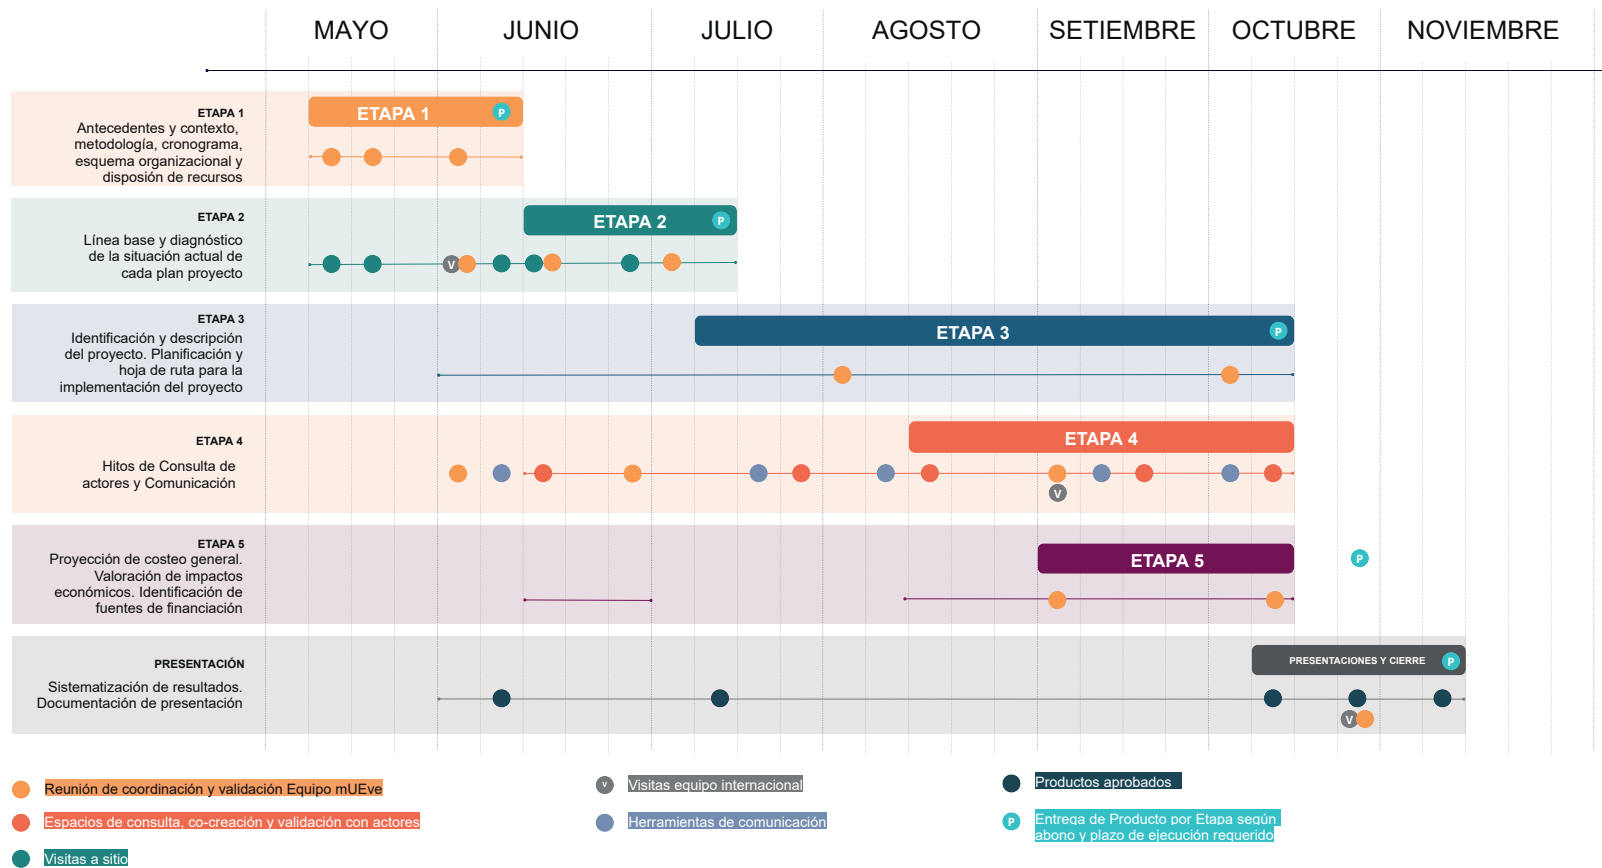 MAYO JUNIO JULIO AGOSTO SETIEMBRE OCTUBRE NOVIEMBRE
ETAPA 1
Antecedentes y contexto,
metodología, cronograma,
esquema organizacional y
disposión de recursos
ETAPA 1 P
ETAPA 2
Línea base y diagnóstico
de la situación actual de
cada plan proyecto
ETAPA 2 P
V
ETAPA 3
Identificación y descripción
del proyecto. Planificación y
hoja de ruta para la
implementación del proyecto
ETAPA 3 P
ETAPA 4
Hitos de Consulta de
actores y Comunicación
ETAPA 4
V
ETAPA 5
Proyección de costeo general.
Valoración de impactos
económicos. Identificación de
fuentes de financiación
ETAPA 5 P
PRESENTACIÓN
Sistematización de resultados.
Documentación de presentación
PRESENTACIONES Y CIERRE P
V
Reunión de coordinación y validación Equipo mUEve
Espacios de consulta, co-creación y validación con actores
Visitas a sitio
V Visitas equipo internacional
Herramientas de comunicación
Productos aprobados
P Entrega de Producto por Etapa según
abono y plazo de ejecución requerido